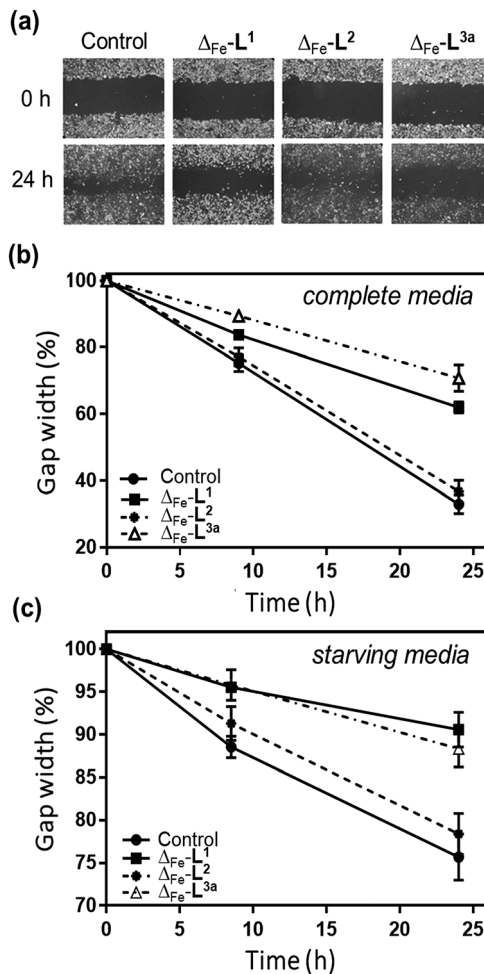 (a)
Control ΔFe-L¹ ΔFe-L² ΔFe-L³ᵃ
0 h
24 h
(b)
complete media
100
80
60
40
20
Gap width (%)
Control
ΔFe-L¹
ΔFe-L²
ΔFe-L³ᵃ
0 5 10 15 20 25
Time (h)
(c)
starving media
100
95
90
85
80
75
70
Gap width (%)
Control
ΔFe-L¹
ΔFe-L²
ΔFe-L³ᵃ
0 5 10 15 20 25
Time (h)